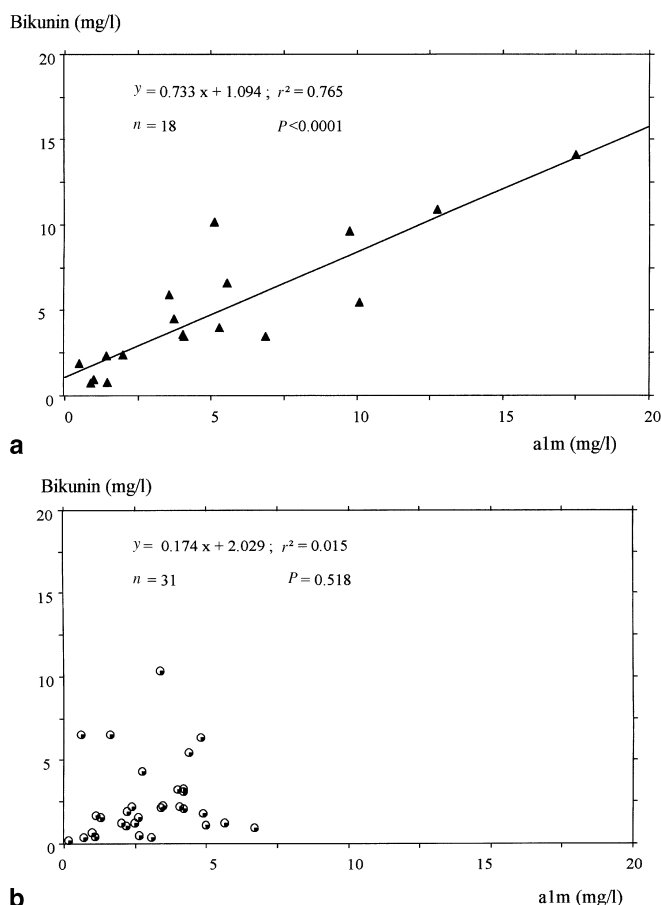 Bikunin (mg/l)
20
y = 0.733 x + 1.094 ; r² = 0.765
n = 18 P<0.0001
15
10
5
0
0 5 10 15 20
a
a1m (mg/l)
Bikunin (mg/l)
20
y = 0.174 x + 2.029 ; r² = 0.015
n = 31 P = 0.518
15
10
5
0
0 5 10 15 20
b
a1m (mg/l)